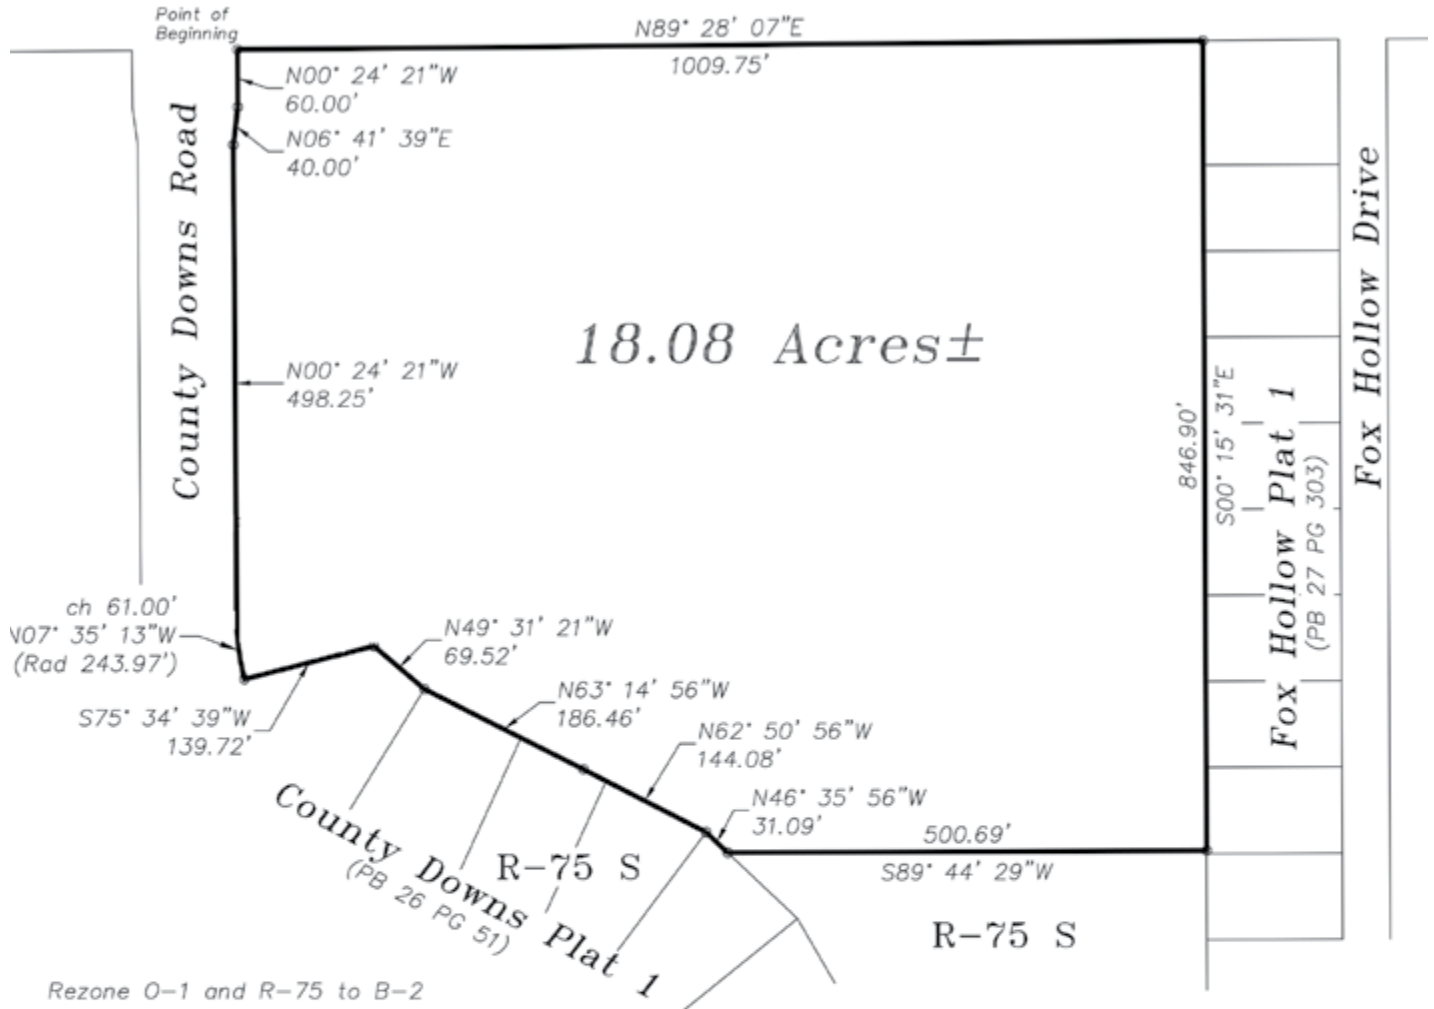 Point of
Beginning
N89° 28' 07"E
1009.75'
N00° 24' 21"W
60.00'
N06° 41' 39"E
40.00'
County Downs Road
18.08 Acres±
N00° 24' 21"W
498.25'
846.90'
S00° 15' 31"E
Fox Hollow Plat 1
(PB 27 PG 303)
Fox Hollow Drive
ch 61.00'
N07° 35' 13"W
(Rad 243.97')
S75° 34' 39"W
139.72'
N49° 31' 21"W
69.52'
N63° 14' 56"W
186.46'
N62° 50' 56"W
144.08'
N46° 35' 56"W
31.09'
500.69'
S89° 44' 29"W
County Downs Plat 1
(PB 26 PG 51)
R-75 S
R-75 S
Rezone O-1 and R-75 to B-2